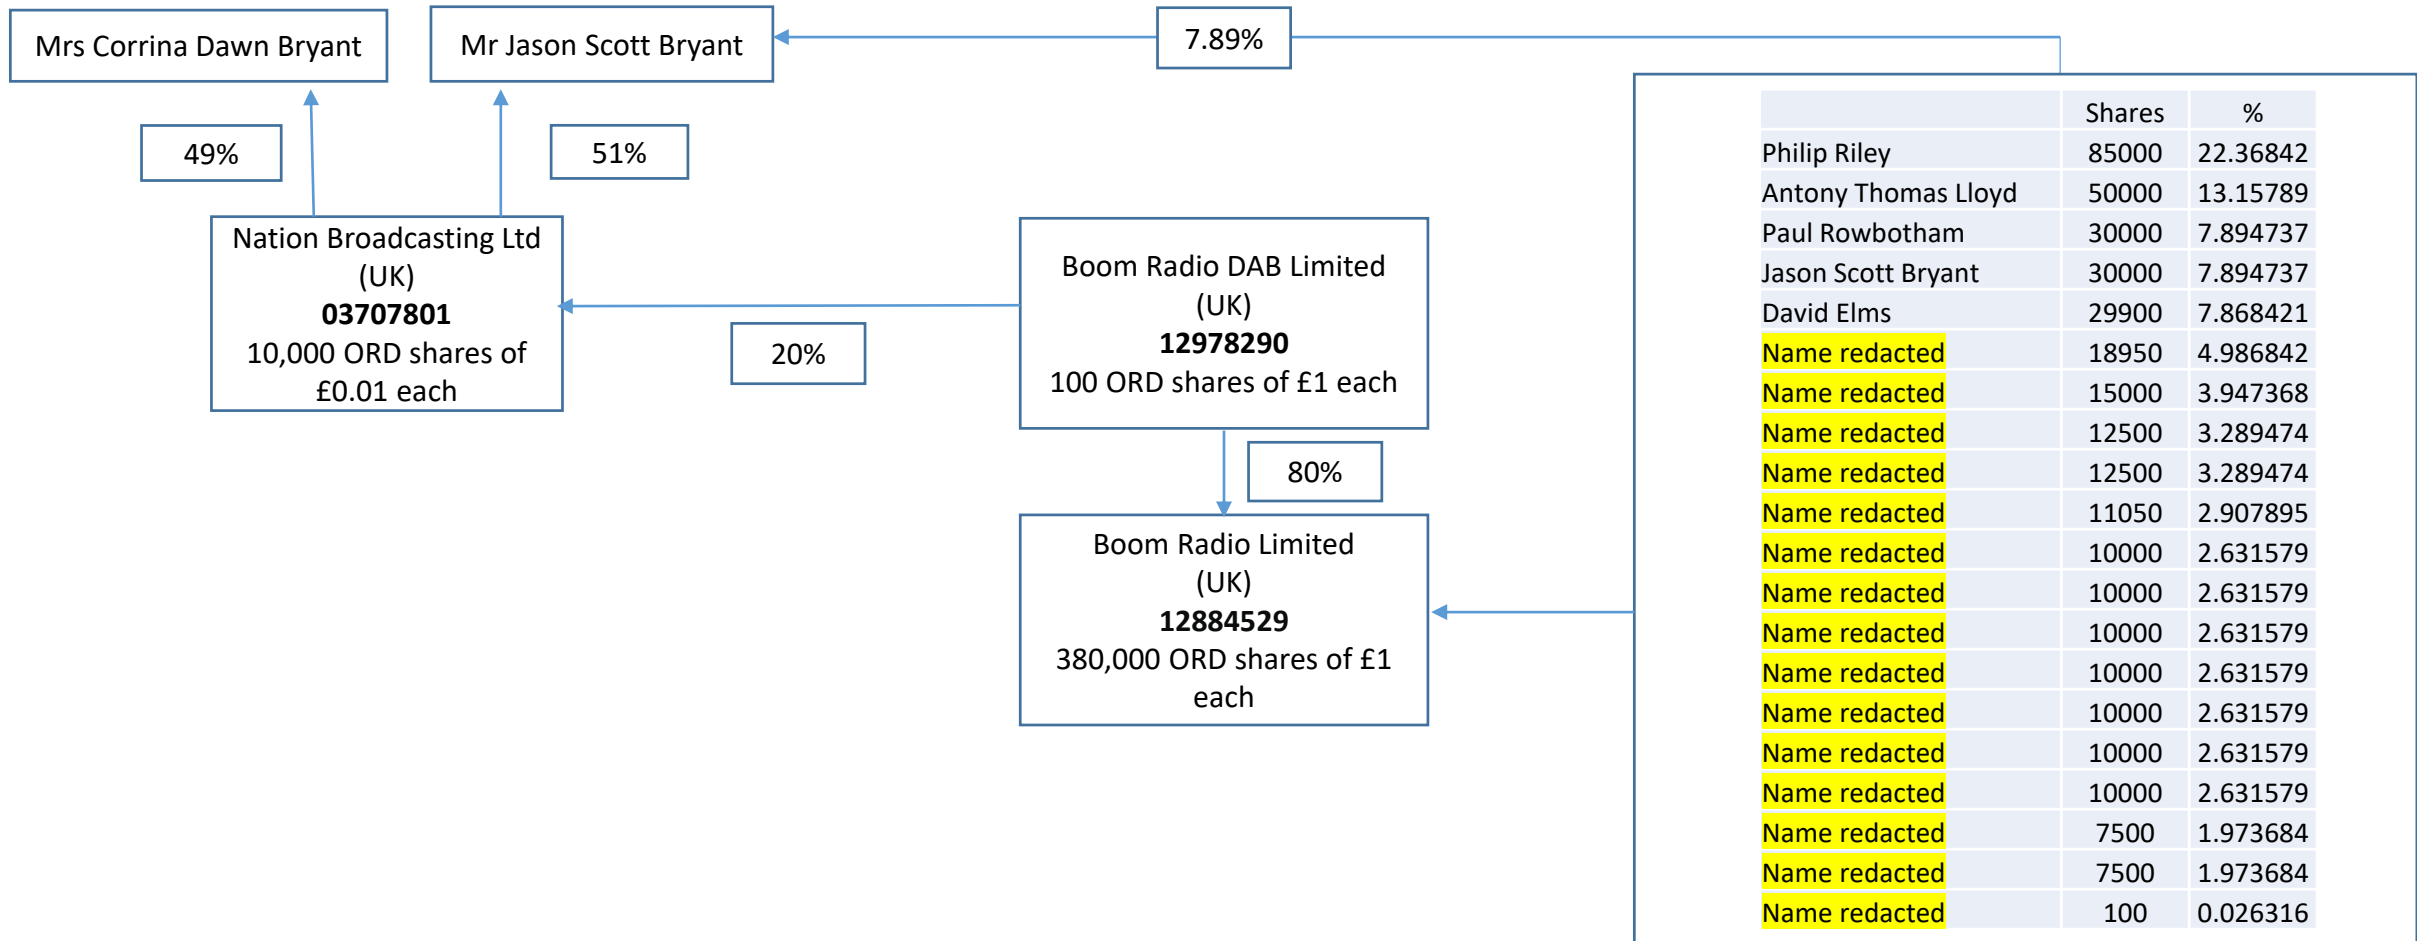 Mrs Corrina Dawn Bryant
Mr Jason Scott Bryant
7.89%
49%
51%
Nation Broadcasting Ltd
(UK)
03707801
10,000 ORD shares of
£0.01 each
20%
Boom Radio DAB Limited
(UK)
12978290
100 ORD shares of £1 each
80%
Boom Radio Limited
(UK)
12884529
380,000 ORD shares of £1
each
Shares %
Philip Riley 85000 22.36842
Antony Thomas Lloyd 50000 13.15789
Paul Rowbotham 30000 7.894737
Jason Scott Bryant 30000 7.894737
David Elms 29900 7.868421
Name redacted 18950 4.986842
Name redacted 15000 3.947368
Name redacted 12500 3.289474
Name redacted 12500 3.289474
Name redacted 11050 2.907895
Name redacted 10000 2.631579
Name redacted 10000 2.631579
Name redacted 10000 2.631579
Name redacted 10000 2.631579
Name redacted 10000 2.631579
Name redacted 10000 2.631579
Name redacted 10000 2.631579
Name redacted 7500 1.973684
Name redacted 7500 1.973684
Name redacted 100 0.026316